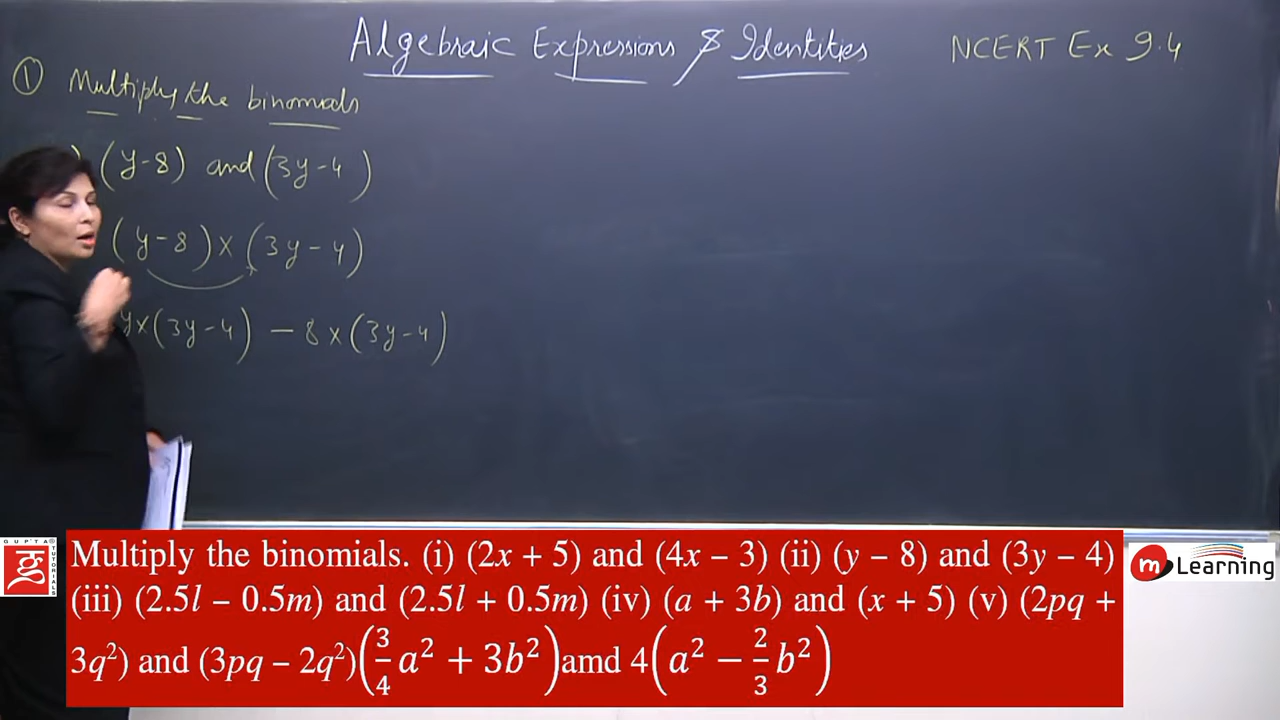 Algebraic Expressions & Identities
NCERT Ex 9.4
① Multiply the binomials
) (y-8) and (3y-4)
(y-8)×(3y-4)
y×(3y-4) - 8×(3y-4)
Multiply the binomials. (i) (2x + 5) and (4x – 3) (ii) (y – 8) and (3y – 4)
(iii) (2.5l – 0.5m) and (2.5l + 0.5m) (iv) (a + 3b) and (x + 5) (v) (2pq +
3q²) and (3pq – 2q²)(3/4 a² + 3b²)amd 4(a² − 2/3 b²)
GUPTA
TUTORIALS
m Learning